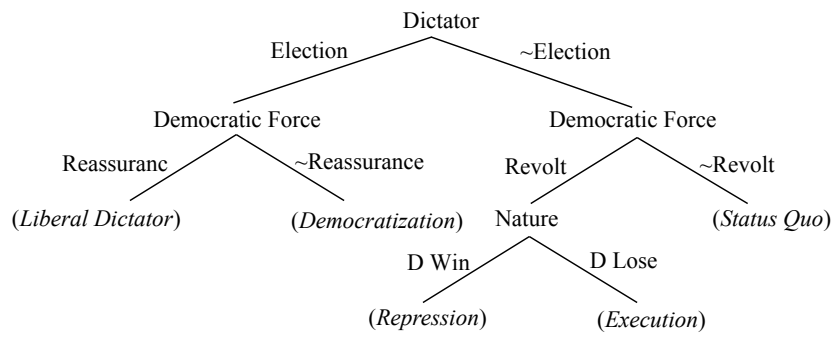 Dictator
Election
~Election
Democratic Force
Democratic Force
Reassuranc
~Reassurance
Revolt
~Revolt
(Liberal Dictator)
(Democratization)
Nature
(Status Quo)
D Win
D Lose
(Repression)
(Execution)